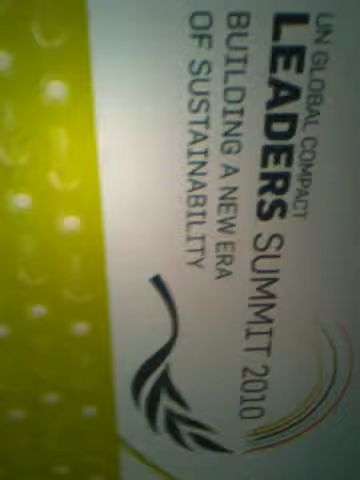 UN GLOBAL COMPACT
LEADERS SUMMIT 2010
BUILDING A NEW ERA
OF SUSTAINABILITY